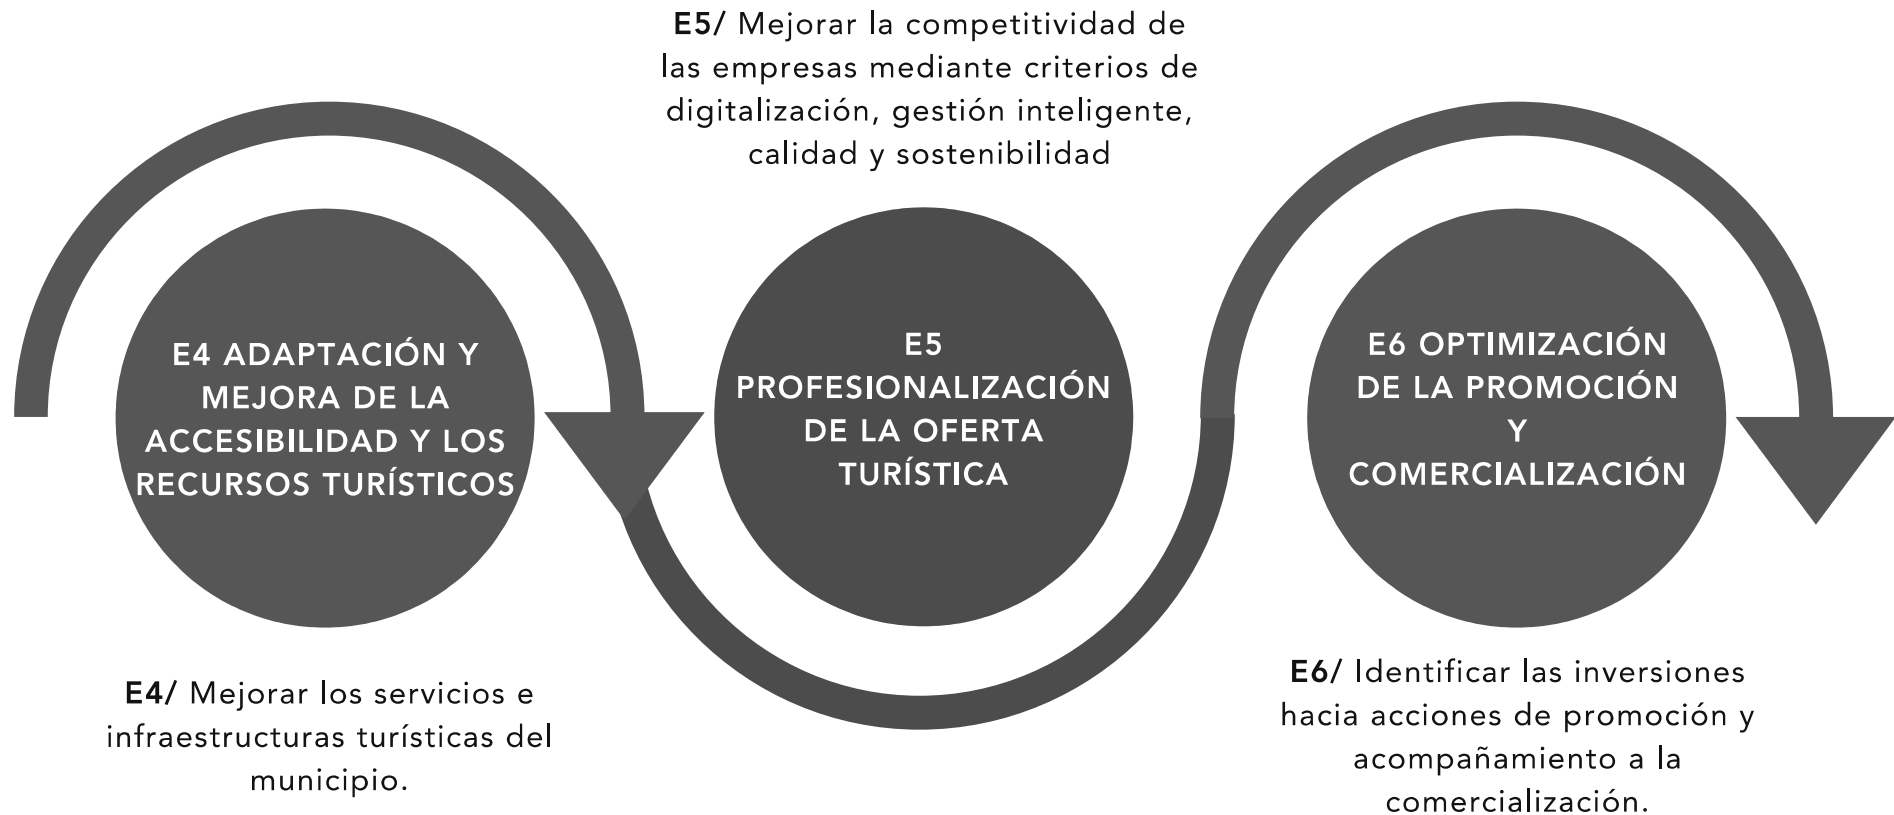 E5/ Mejorar la competitividad de
las empresas mediante criterios de
digitalización, gestión inteligente,
calidad y sostenibilidad
E4 ADAPTACIÓN Y
MEJORA DE LA
ACCESIBILIDAD Y LOS
RECURSOS TURÍSTICOS
E5
PROFESIONALIZACIÓN
DE LA OFERTA
TURÍSTICA
E6 OPTIMIZACIÓN
DE LA PROMOCIÓN
Y
COMERCIALIZACIÓN
E4/ Mejorar los servicios e
infraestructuras turísticas del
municipio.
E6/ Identificar las inversiones
hacia acciones de promoción y
acompañamiento a la
comercialización.